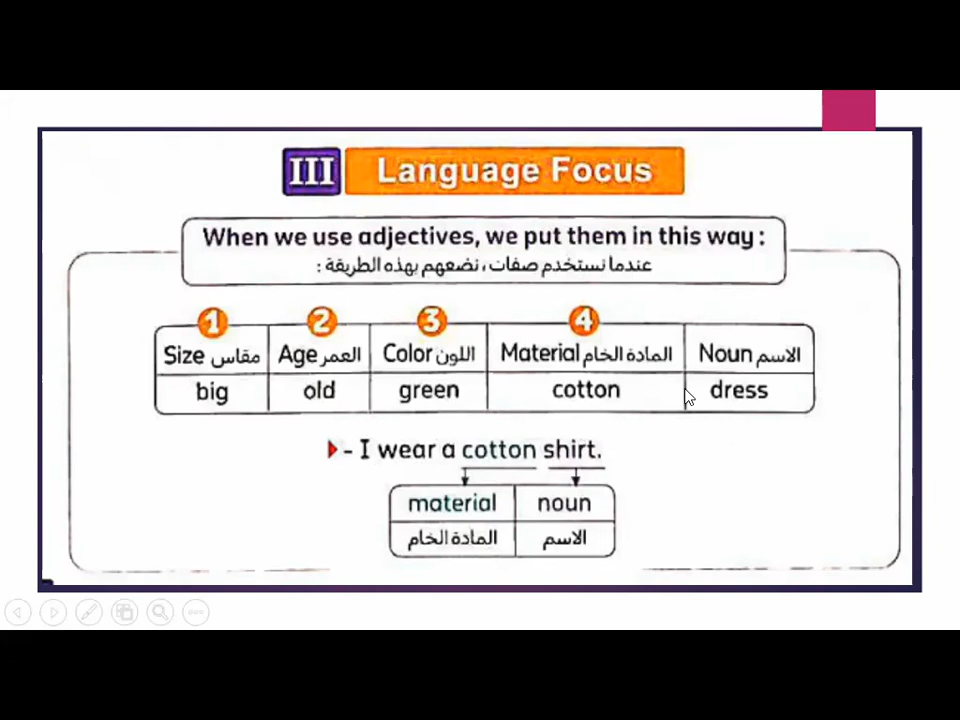 III Language Focus
When we use adjectives, we put them in this way :
عندما نستخدم صفات ، نضعهم بهذه الطريقة :
1 2 3 4
Size مقاس Age العمر Color اللون Material المادة الخام Noun الاسم
big old green cotton dress
- I wear a cotton shirt.
material noun
المادة الخام الاسم